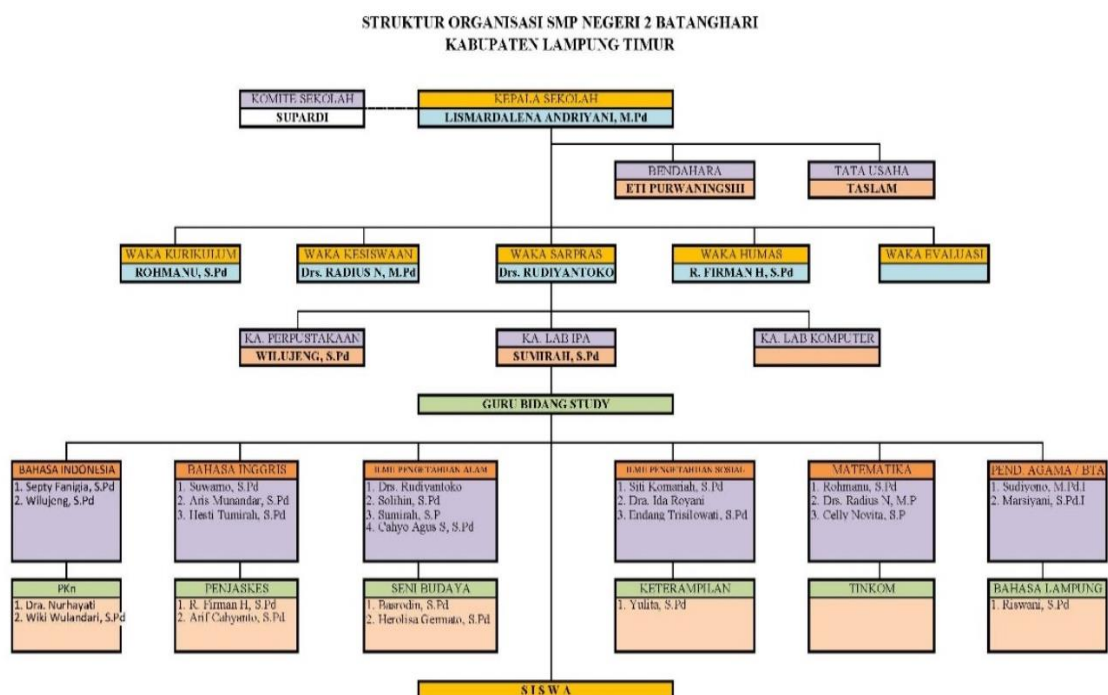 STRUKTUR ORGANISASI SMP NEGERI 2 BATANGHARI
KABUPATEN LAMPUNG TIMUR
KOMITE SEKOLAH
SUPARDI
KEPALA SEKOLAH
LISMARDALENA ANDRIYANI, M.Pd
BENDAHARA
ETI PURWANINGSIH
TATA USAHA
TASLAM
WAKA KURIKULUM
ROHMANU, S.Pd
WAKA KESISWAAN
Drs. RADIUS N, M.Pd
WAKA SARPRAS
Drs. RUDIYANTOKO
WAKA HUMAS
R. FIRMAN H, S.Pd
WAKA EVALUASI
KA. PERPUSTAKAAN
WILUJENG, S.Pd
KA. LAB IPA
SUMIRAH, S.Pd
KA. LAB KOMPUTER
GURU BIDANG STUDY
BAHASA INDONESIA
1. Septy Fanigia, S.Pd
2. Wilujeng, S.Pd
BAHASA INGGRIS
1. Suwarno, S.Pd
2. Aris Munandar, S.Pd
3. Hesti Tumirah, S.Pd
ILMU PENGETAHUAN ALAM
1. Drs. Rudiyantoko
2. Solihin, S.Pd
3. Sumirah, S.P
4. Cahyo Agus S, S.Pd
ILMU PENGETAHUAN SOSIAL
1. Siti Komariah, S.Pd
2. Dra. Ida Royani
3. Endang Trisilowati, S.Pd
MATEMATIKA
1. Rohmanu, S.Pd
2. Drs. Radius N, M.P
3. Celly Novita, S.P
PEND. AGAMA / BTA
1. Sudiyono, M.Pd.I
2. Marsiyani, S.Pd.I
PKn
1. Dra. Nurhayati
2. Wiki Wulandari, S.Pd
PENJASKES
1. R. Firman H, S.Pd
2. Arif Cahyanto, S.Pd
SENI BUDAYA
1. Basrodin, S.Pd
2. Herolisa Germato, S.Pd
KETERAMPILAN
1. Yulita, S.Pd
TINKOM
BAHASA LAMPUNG
1. Riswani, S.Pd
S I S W A